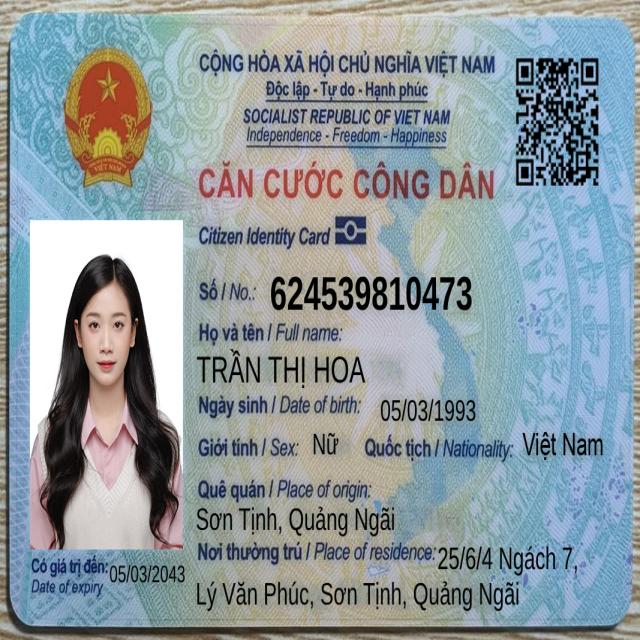 CỘNG HÒA XÃ HỘI CHỦ NGHĨA VIỆT NAM
Độc lập - Tự do - Hạnh phúc
SOCIALIST REPUBLIC OF VIET NAM
Independence - Freedom - Happiness
CĂN CƯỚC CÔNG DÂN
Citizen Identity Card
Số / No.: 624539810473
Họ và tên / Full name:
TRẦN THỊ HOA
Ngày sinh / Date of birth: 05/03/1993
Giới tính / Sex: Nữ Quốc tịch / Nationality: Việt Nam
Quê quán / Place of origin:
Sơn Tịnh, Quảng Ngãi
Nơi thường trú / Place of residence: 25/6/4 Ngách 7,
Lý Văn Phúc, Sơn Tịnh, Quảng Ngãi
Có giá trị đến: 05/03/2043
Date of expiry
VIỆT NAM